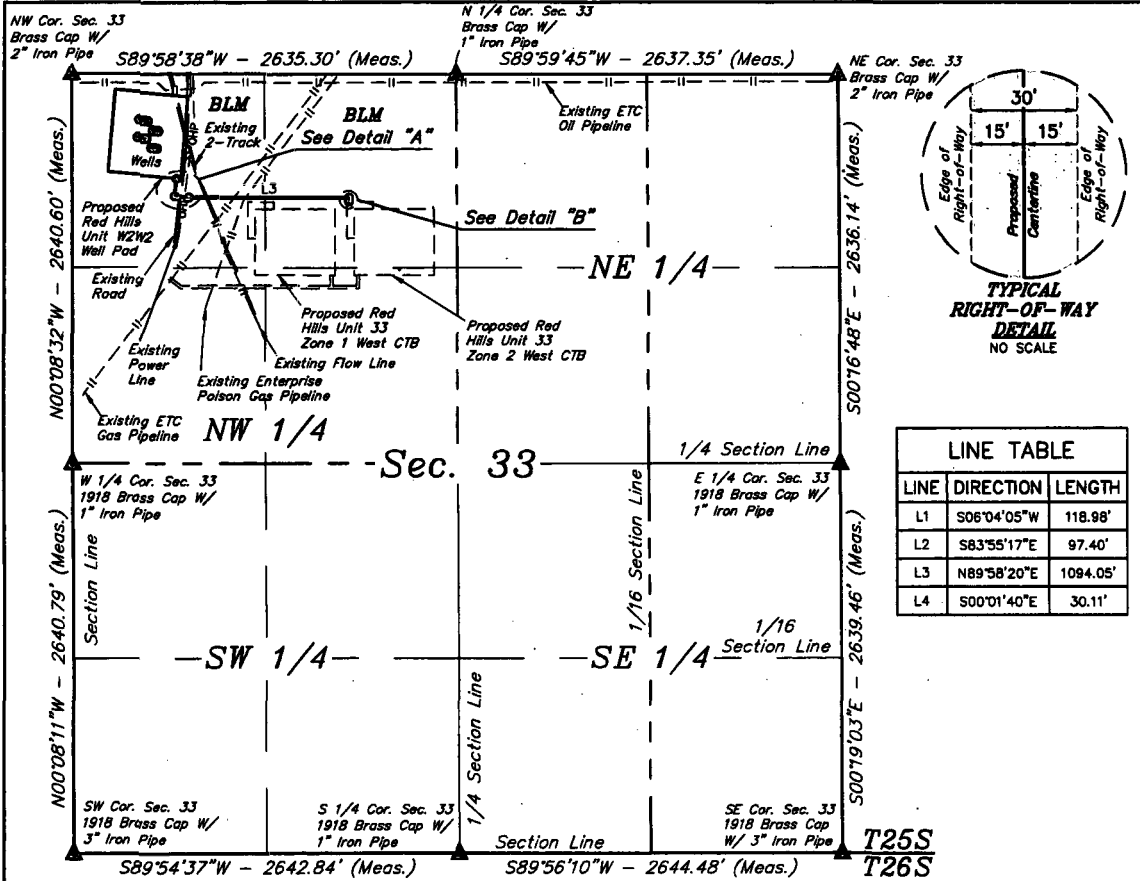 NW Cor. Sec. 33
Brass Cap W/
2" Iron Pipe
S89°58'38"W - 2635.30' (Meas.)
N 1/4 Cor. Sec. 33
Brass Cap W/
1" Iron Pipe
S89°59'45"W - 2637.35' (Meas.)
NE Cor. Sec. 33
Brass Cap W/
2" Iron Pipe
BLM
Existing
2-Track
OHP
Wells
BLM
See Detail "A"
Existing ETC
Oil Pipeline
30'
15'
15'
Edge of
Right-of-Way
Proposed
Centerline
Edge of
Right-of-Way
TYPICAL
RIGHT-OF-WAY
DETAIL
NO SCALE
N00°08'32"W - 2640.60' (Meas.)
L3
See Detail "B"
Proposed
Red Hills
Unit W2W2
Well Pad
Existing
Road
NE 1/4
S00°16'48"E - 2636.14' (Meas.)
Proposed Red
Hills Unit 33
Zone 1 West CTB
Proposed Red
Hills Unit 33
Zone 2 West CTB
Existing
Power
Line
Existing Flow Line
Existing Enterprise
Poison Gas Pipeline
Existing ETC
Gas Pipeline
NW 1/4
Sec. 33
1/4 Section Line
W 1/4 Cor. Sec. 33
1918 Brass Cap W/
1" Iron Pipe
E 1/4 Cor. Sec. 33
1918 Brass Cap W/
1" Iron Pipe
LINE TABLE
LINE DIRECTION LENGTH
L1 S06°04'05"W 118.98'
L2 S83°55'17"E 97.40'
L3 N89°58'20"E 1094.05'
L4 S00°01'40"E 30.11'
N00°08'11"W - 2640.79' (Meas.)
Section Line
1/16 Section Line
1/16
Section Line
SW 1/4
SE 1/4
S00°19'03"E - 2639.46' (Meas.)
1/4 Section Line
SW Cor. Sec. 33
1918 Brass Cap W/
3" Iron Pipe
S 1/4 Cor. Sec. 33
1918 Brass Cap W/
1" Iron Pipe
Section Line
SE Cor. Sec. 33
1918 Brass Cap
W/ 3" Iron Pipe
T25S
T26S
S89°54'37"W - 2642.84' (Meas.)
S89°56'10"W - 2644.48' (Meas.)